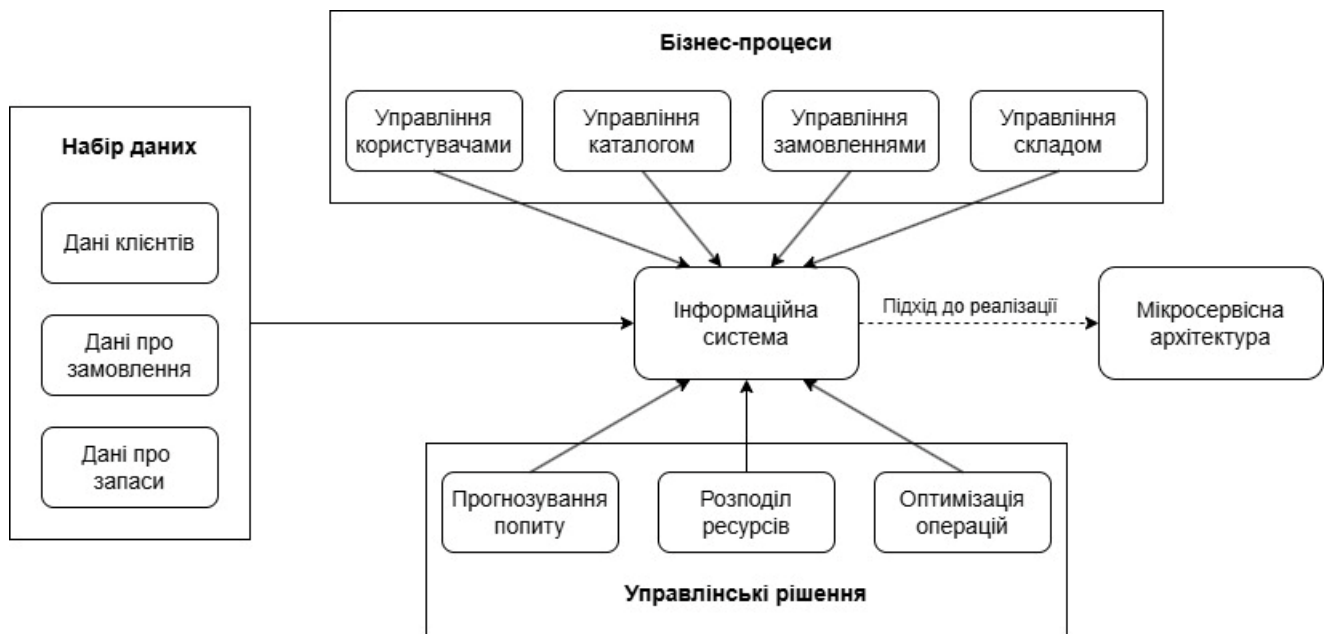 Бізнес-процеси
Управління
користувачами
Управління
каталогом
Управління
замовленнями
Управління
складом
Набір даних
Дані клієнтів
Дані про
замовлення
Дані про
запаси
Інформаційна
система
Підхід до реалізації
Мікросервісна
архітектура
Прогнозування
попиту
Розподіл
ресурсів
Оптимізація
операцій
Управлінські рішення